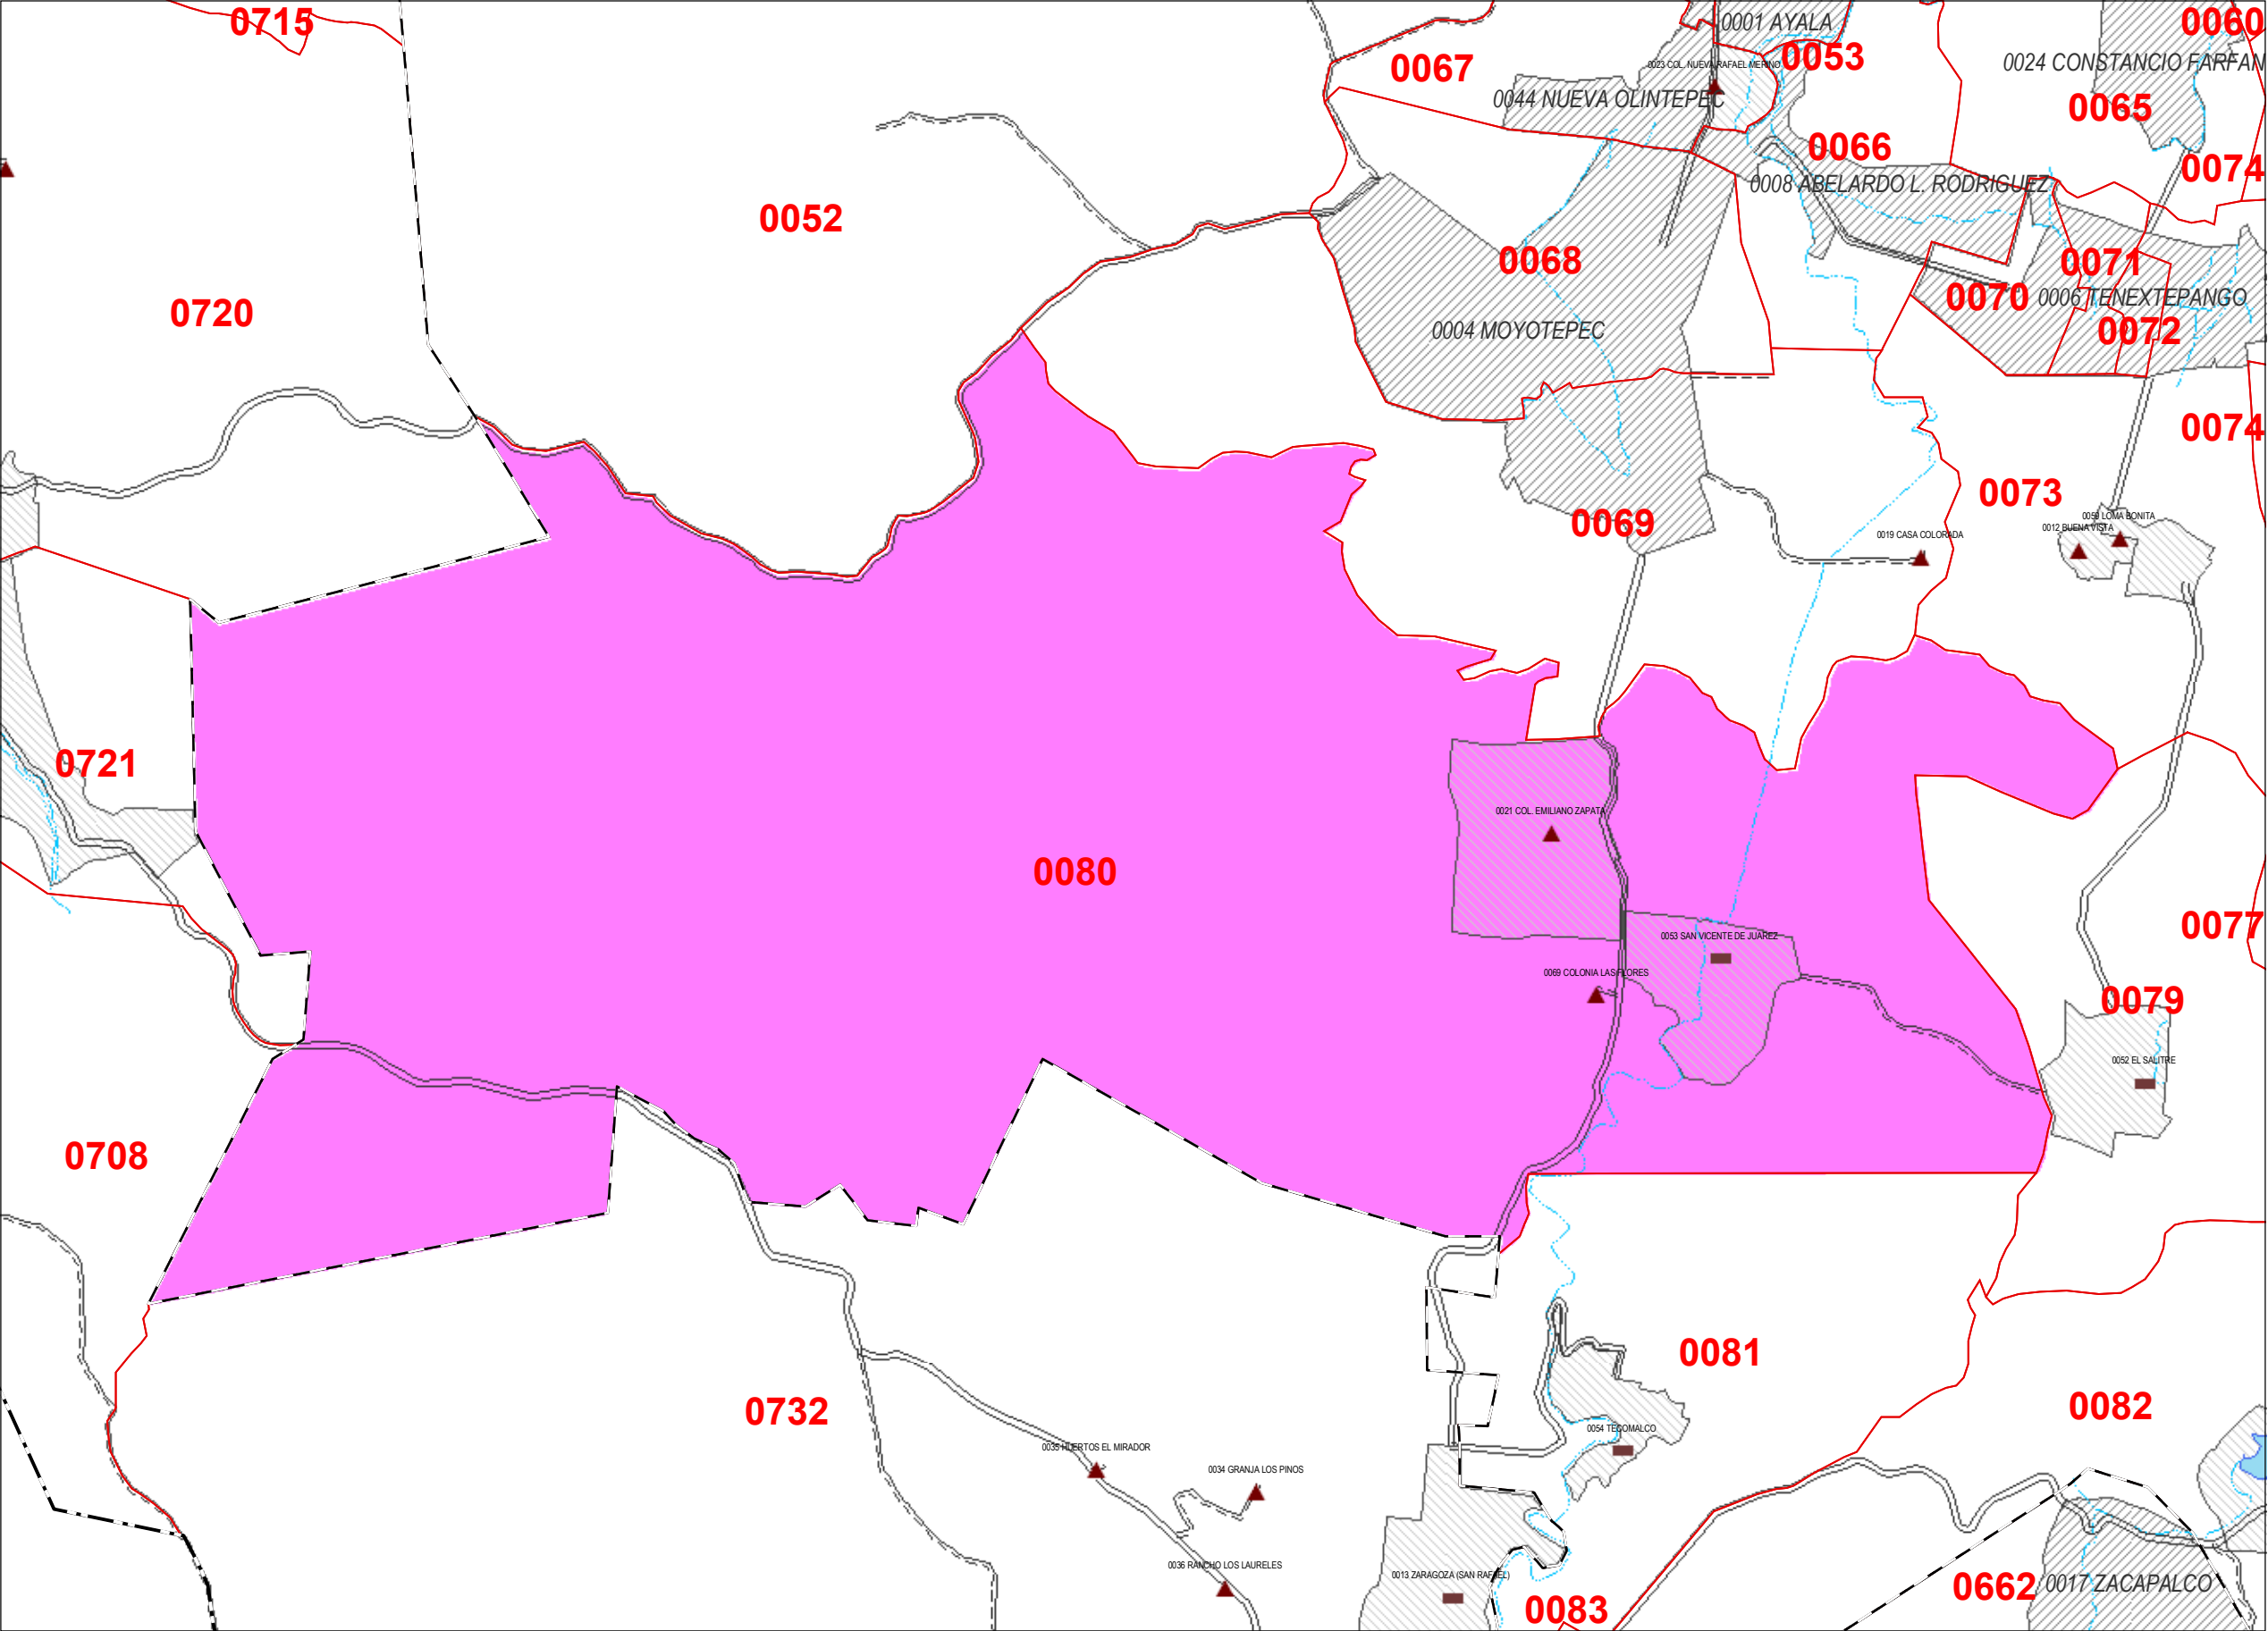 0715
0060
0001 AYALA
0053
0067
0023 COL. NUEVA RAFAEL MERINO
0024 CONSTANCIO FARFAN
0044 NUEVA OLINTEPEC
0065
0066
0074
0008 ABELARDO L. RODRIGUEZ
0052
0068
0071
0070
0006 TENEXTEPANGO
0720
0004 MOYOTEPEC
0072
0074
0073
0069
0050 LOMA BONITA
0012 BUENA VISTA
0019 CASA COLORADA
0721
0021 COL. EMILIANO ZAPATA
0080
0077
0053 SAN VICENTE DE JUAREZ
0069 COLONIA LAS FLORES
0079
0052 EL SALITRE
0708
0081
0082
0732
0054 TECOMALCO
0035 HUERTOS EL MIRADOR
0034 GRANJA LOS PINOS
0036 RANCHO LOS LAURELES
0013 ZARAGOZA (SAN RAFAEL)
0083
0662
0017 ZACAPALCO